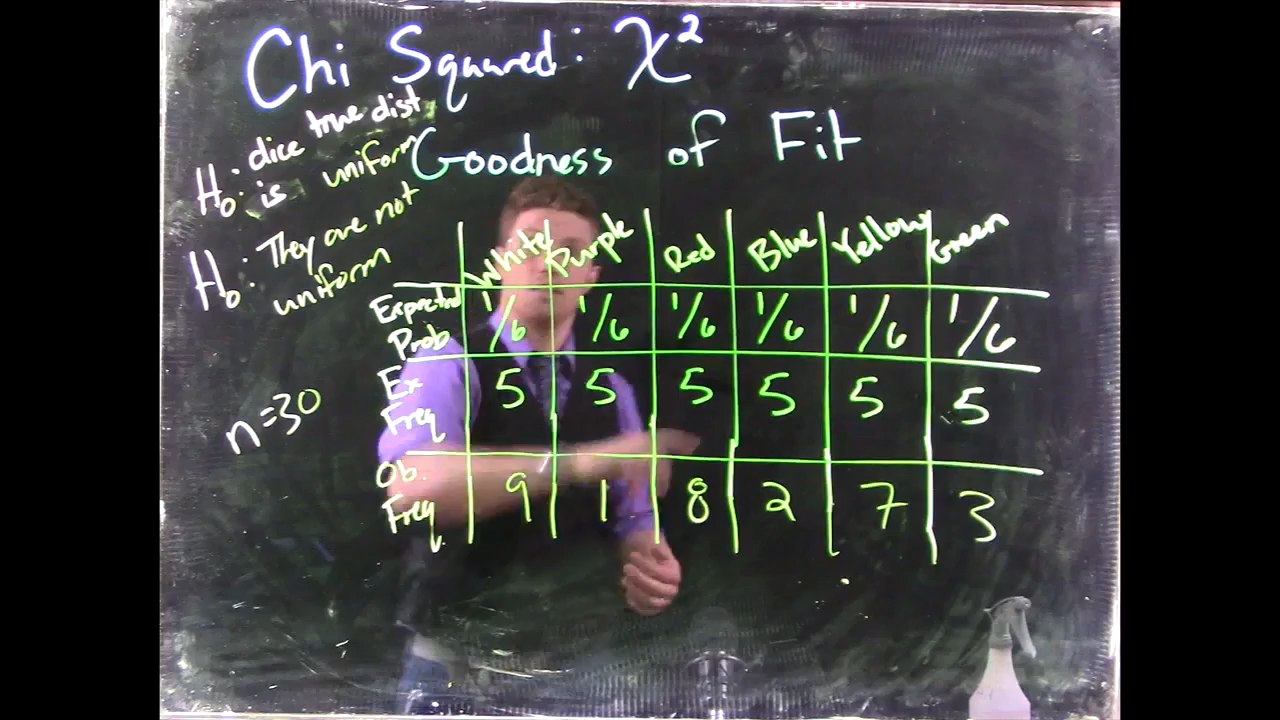 Chi Squared: χ²
Goodness of Fit
H₀: dice true dist
is uniform
H₀: They are not
uniform
n=30
White Purple Red Blue Yellow Green
Expected Prob 1/6 1/6 1/6 1/6 1/6 1/6
Ex Freq 5 5 5 5 5 5
Ob. Freq. 9 1 8 2 7 3